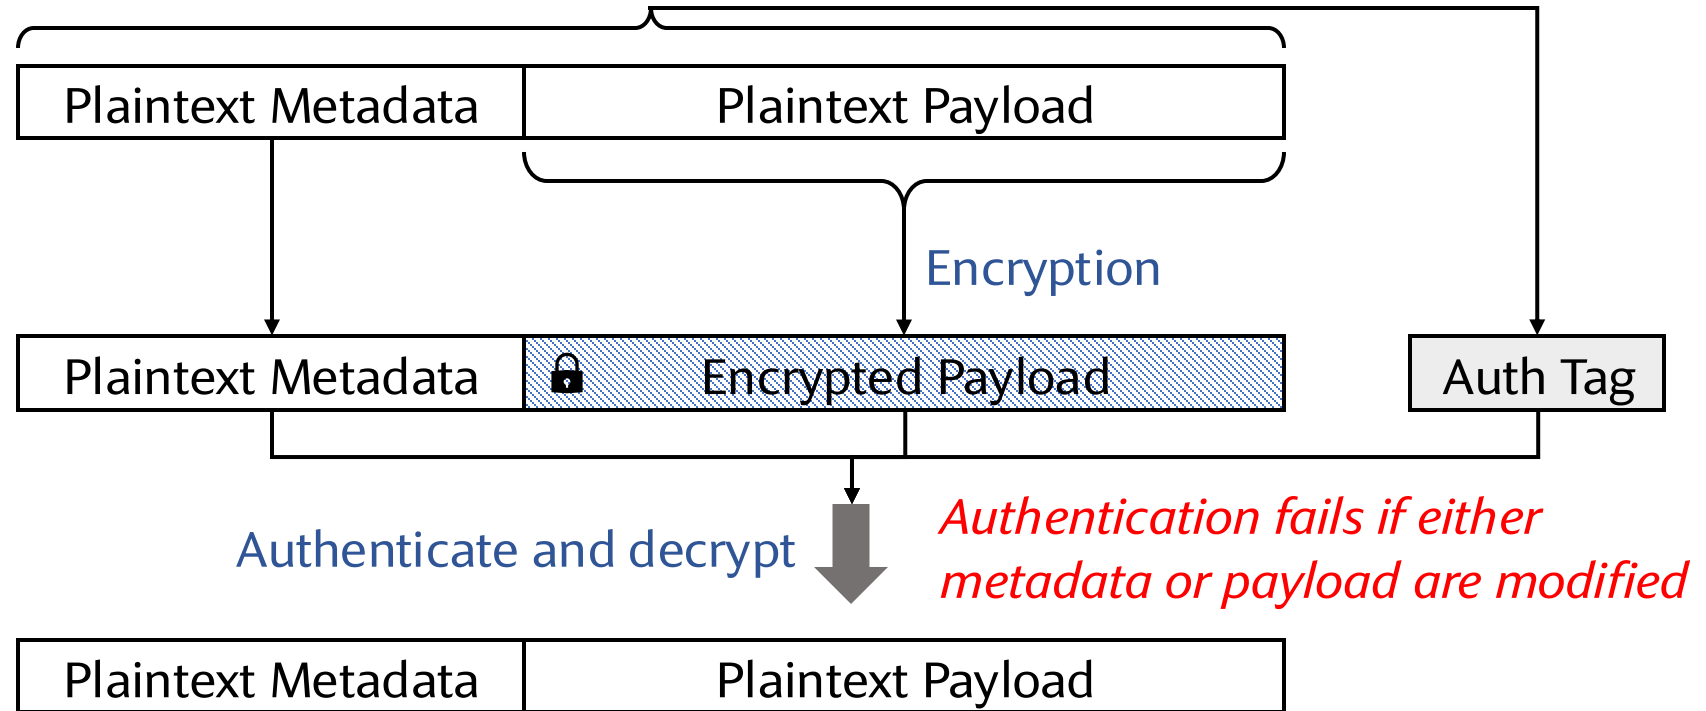 Plaintext Metadata
Plaintext Payload
Encryption
Plaintext Metadata
Encrypted Payload
Auth Tag
Authenticate and decrypt
Authentication fails if either
metadata or payload are modified
Plaintext Metadata
Plaintext Payload